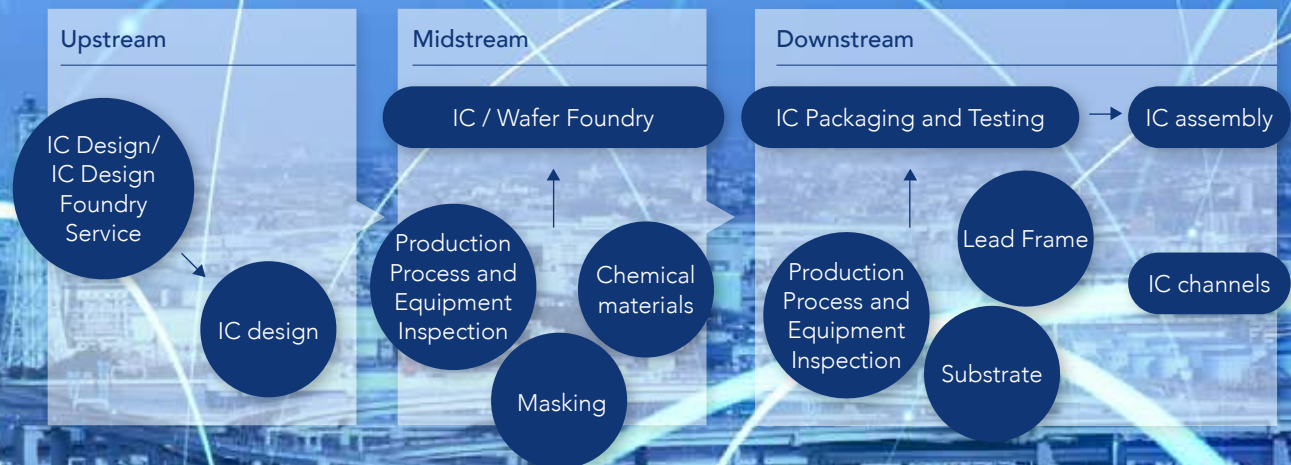 Upstream
IC Design/
IC Design
Foundry
Service
IC design
Midstream
IC / Wafer Foundry
Production
Process and
Equipment
Inspection
Chemical
materials
Masking
Downstream
IC Packaging and Testing
IC assembly
Production
Process and
Equipment
Inspection
Lead Frame
Substrate
IC channels